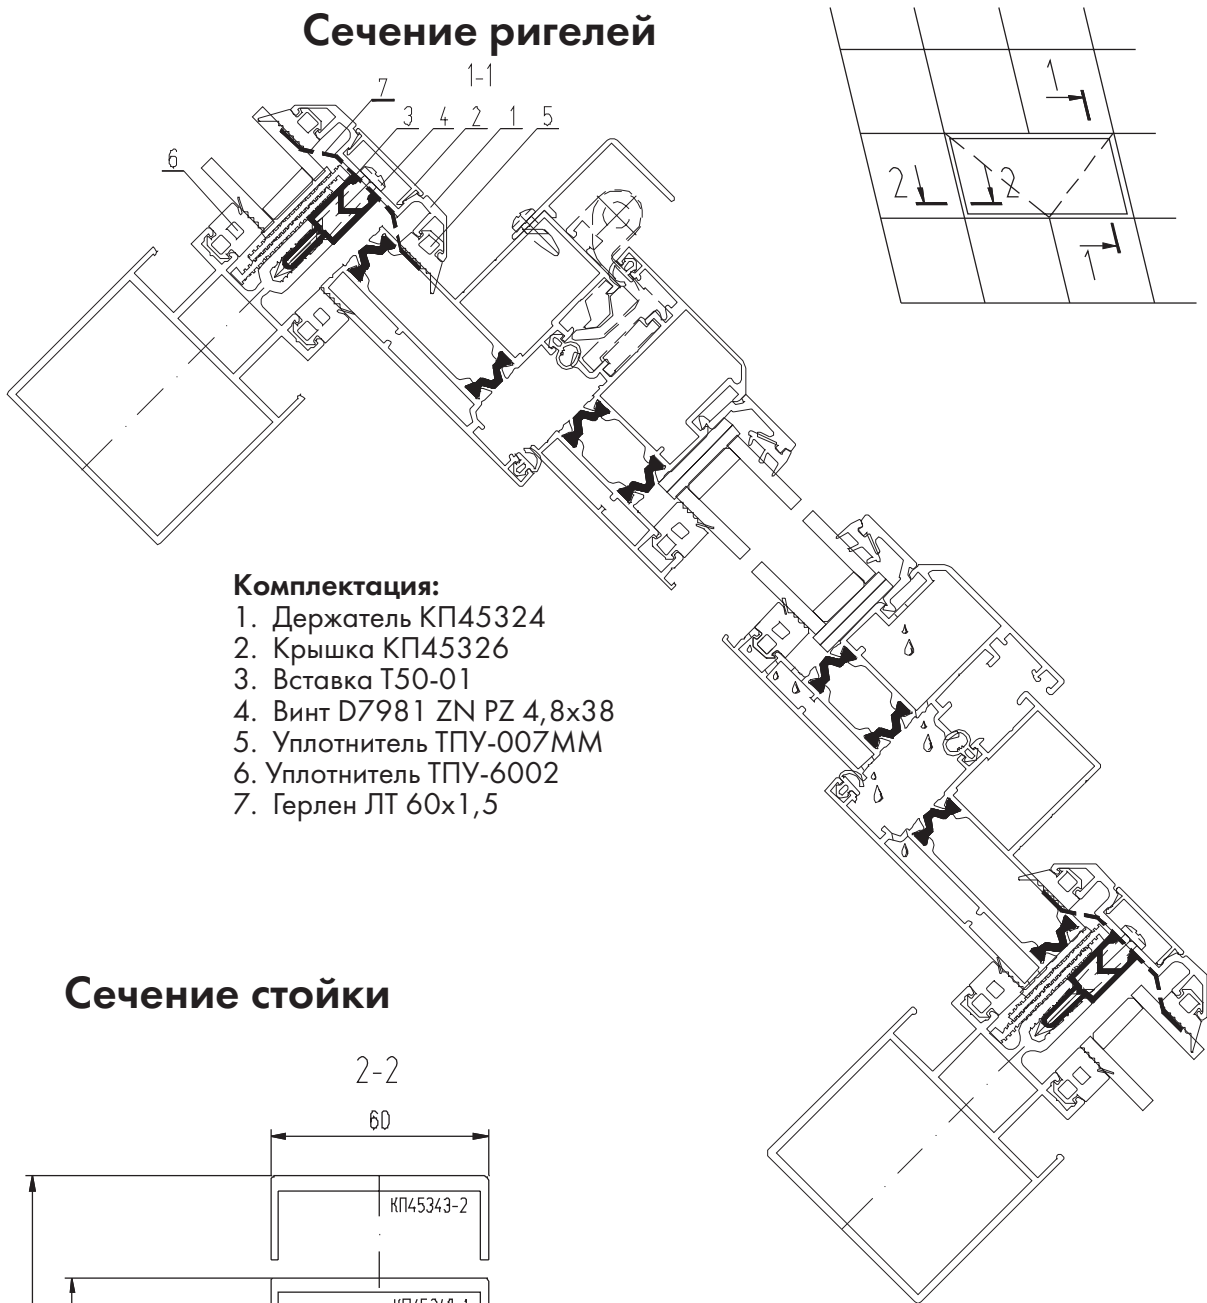 Сечение ригелей
1-1
7
3 4 2 1 5
6
1
2 2
1
Комплектация:
1. Держатель КП45324
2. Крышка КП45326
3. Вставка Т50-01
4. Винт D7981 ZN PZ 4,8x38
5. Уплотнитель ТПУ-007ММ
6. Уплотнитель ТПУ-6002
7. Герлен ЛТ 60x1,5
Сечение стойки
2-2
60
КП45343-2